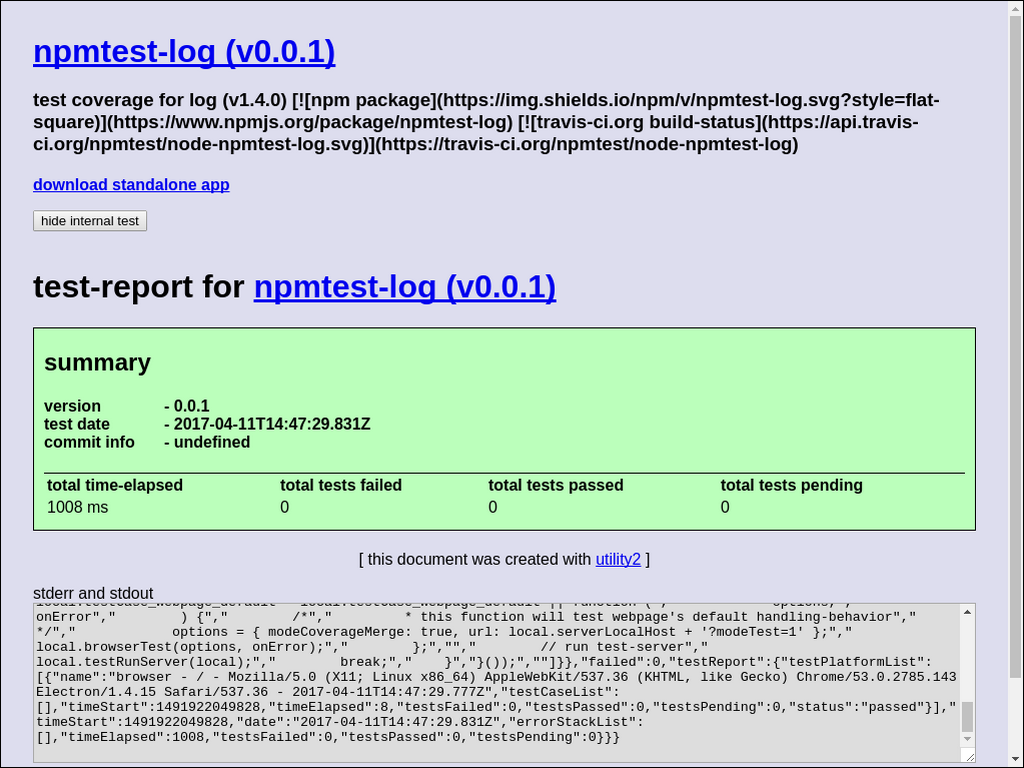 npmtest-log (v0.0.1)
test coverage for log (v1.4.0) [![npm package](https://img.shields.io/npm/v/npmtest-log.svg?style=flat-
square)](https://www.npmjs.org/package/npmtest-log) [![travis-ci.org build-status](https://api.travis-
ci.org/npmtest/node-npmtest-log.svg)](https://travis-ci.org/npmtest/node-npmtest-log)
download standalone app
hide internal test
test-report for npmtest-log (v0.0.1)
summary
version - 0.0.1
test date - 2017-04-11T14:47:29.831Z
commit info - undefined
total time-elapsed total tests failed total tests passed total tests pending
1008 ms 0 0 0
[ this document was created with utility2 ]
stderr and stdout
onError","        ) {","        /*","         * this function will test webpage's default handling-behavior","
*/","            options = { modeCoverageMerge: true, url: local.serverLocalHost + '?modeTest=1' };","
local.browserTest(options, onError);","        };","","        // run test-server","
local.testRunServer(local);","        break;","    }","}());",""]}},"failed":0,"testReport":{"testPlatformList":
[{"name":"browser - / - Mozilla/5.0 (X11; Linux x86_64) AppleWebKit/537.36 (KHTML, like Gecko) Chrome/53.0.2785.143
Electron/1.4.15 Safari/537.36 - 2017-04-11T14:47:29.777Z","testCaseList":
[],"timeStart":1491922049828,"timeElapsed":8,"testsFailed":0,"testsPassed":0,"testsPending":0,"status":"passed"}],"
timeStart":1491922049828,"date":"2017-04-11T14:47:29.831Z","errorStackList":
[],"timeElapsed":1008,"testsFailed":0,"testsPassed":0,"testsPending":0}}}